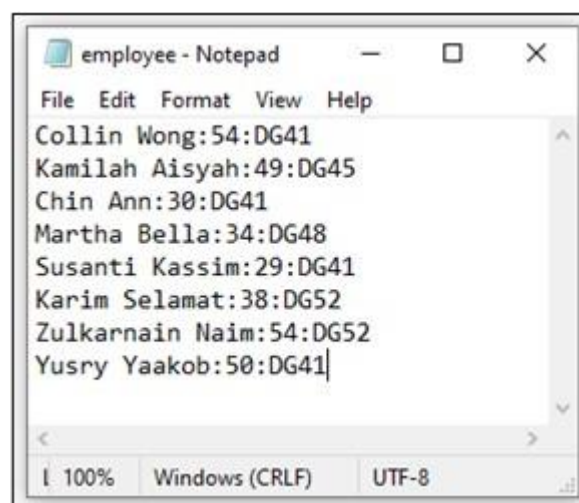 employee - Notepad
File Edit Format View Help
Collin Wong:54:DG41
Kamilah Aisyah:49:DG45
Chin Ann:30:DG41
Martha Bella:34:DG48
Susanti Kassim:29:DG41
Karim Selamat:38:DG52
Zulkarnain Naim:54:DG52
Yusry Yaakob:50:DG41
100% Windows (CRLF) UTF-8